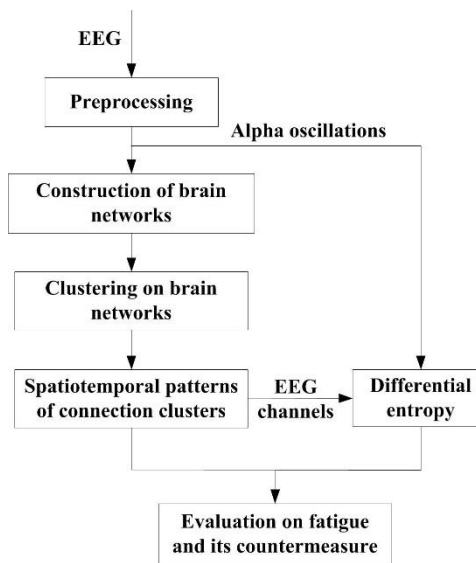 EEG
Preprocessing
Alpha oscillations
Construction of brain
networks
Clustering on brain
networks
Spatiotemporal patterns
of connection clusters
EEG
channels
Differential
entropy
Evaluation on fatigue
and its countermeasure